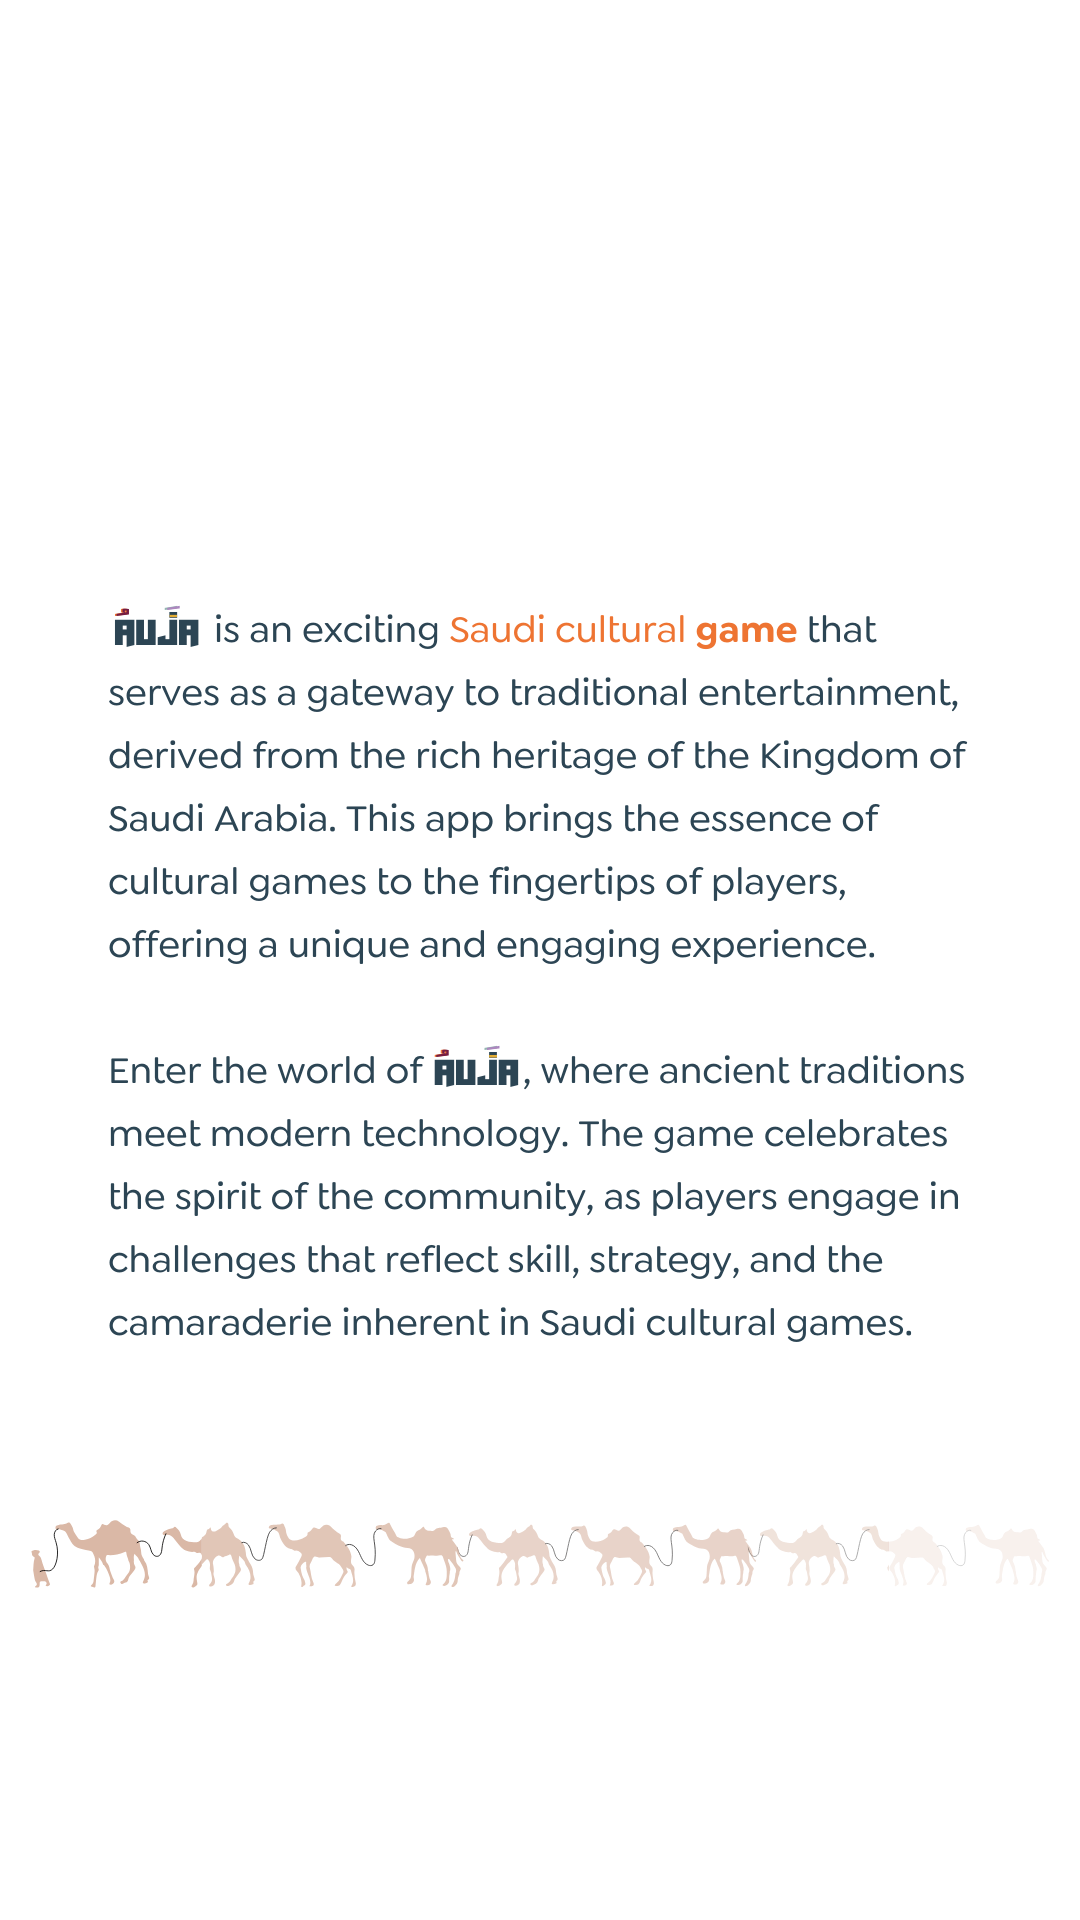 AUJA is an exciting Saudi cultural game that
serves as a gateway to traditional entertainment,
derived from the rich heritage of the Kingdom of
Saudi Arabia. This app brings the essence of
cultural games to the fingertips of players,
offering a unique and engaging experience.
Enter the world of AUJA, where ancient traditions
meet modern technology. The game celebrates
the spirit of the community, as players engage in
challenges that reflect skill, strategy, and the
camaraderie inherent in Saudi cultural games.